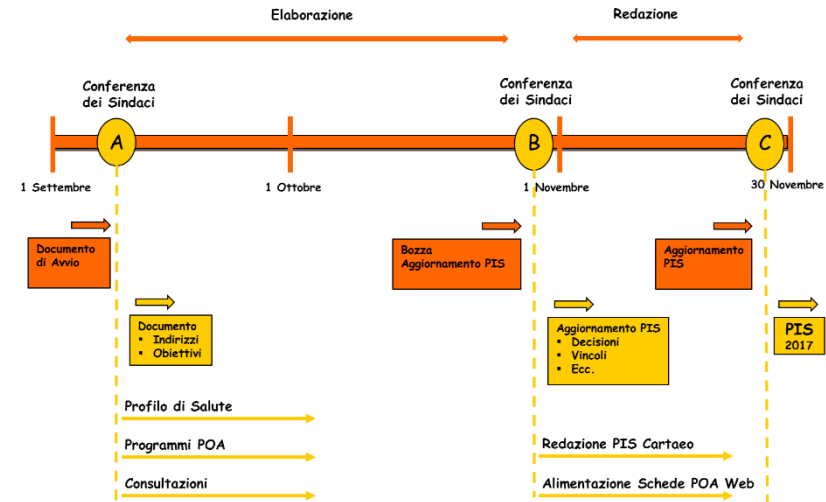 Elaborazione
Redazione
Conferenza
dei Sindaci
Conferenza
dei Sindaci
Conferenza
dei Sindaci
A
B
C
1 Settembre
1 Ottobre
1 Novembre
30 Novembre
Documento
di Avvio
Bozza
Aggiornamento PIS
Aggiornamento
PIS
Documento
▪ Indirizzi
▪ Obiettivi
Aggiornamento PIS
▪ Decisioni
▪ Vincoli
▪ Ecc.
PIS
2017
Profilo di Salute
Programmi POA
Consultazioni
Redazione PIS Cartaeo
Alimentazione Schede POA Web